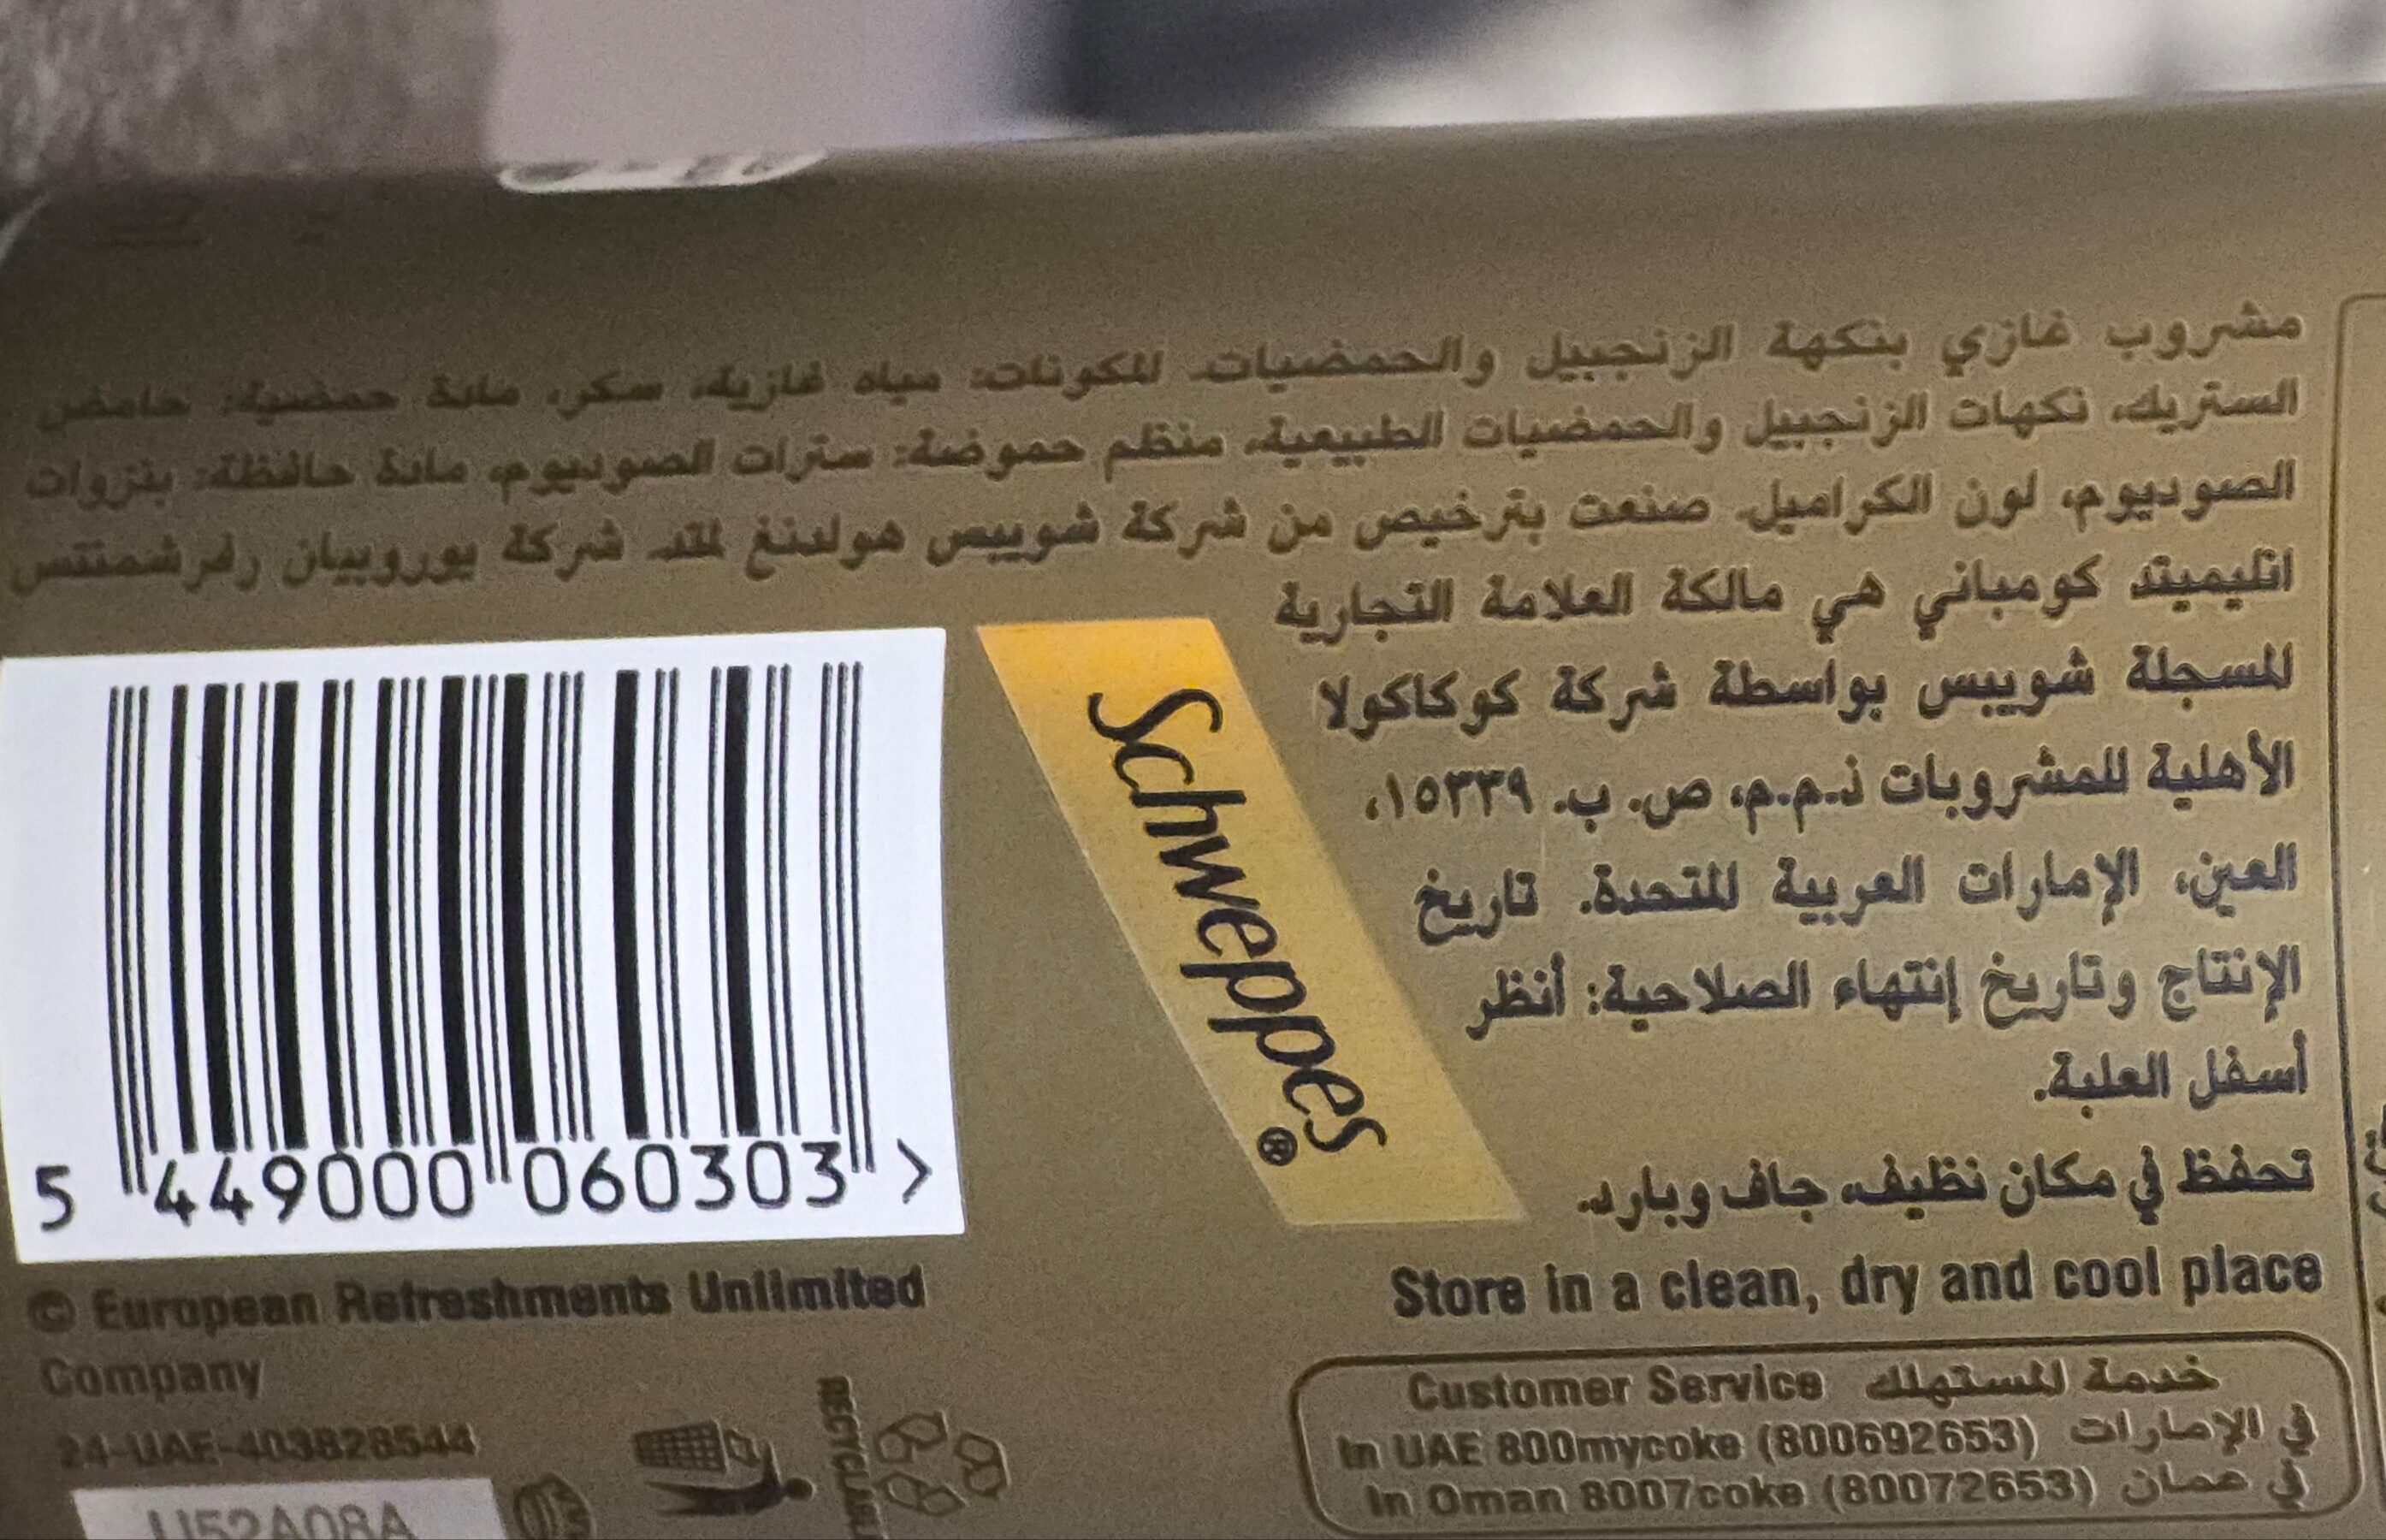 مشروب غازي بنكهة الزنجبيل والحمضيات. المكونات: مياه غازية، سكر، مادة حمضية: حامض
الستريك، نكهات الزنجبيل والحمضيات الطبيعية، منظم حموضة: سترات الصوديوم، مادة حافظة: بنزوات
الصوديوم، لون الكراميل. صنعت بترخيص من شركة شويبس هولدنغ لمتد. شركة يوروبيان رفرشمنتس
انليميتد كومباني هي مالكة العلامة التجارية
المسجلة شويبس بواسطة شركة كوكاكولا
الأهلية للمشروبات ذ.م.م، ص. ب. ١٥٣٣٩،
العين، الإمارات العربية المتحدة. تاريخ
الإنتاج وتاريخ إنتهاء الصلاحية: أنظر
أسفل العلبة.
تحفظ في مكان نظيف، جاف وبارد.
Store in a clean, dry and cool place
Schweppes®
5 449000 060303 >
© European Refreshments Unlimited
Company
24-UAE-403828544
U52A08A
Customer Service خدمة المستهلك
In UAE 800mycoke (800692653) في الإمارات
In Oman 8007coke (80072653) في عمان